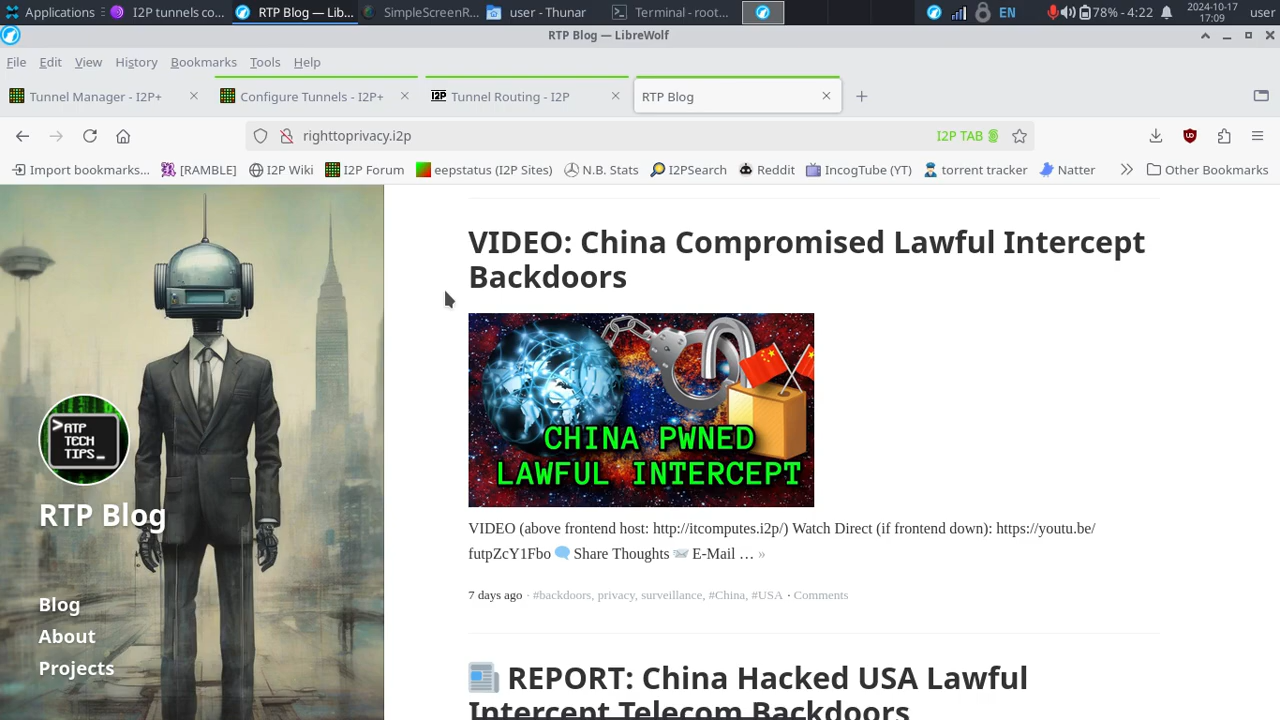 Applications
I2P tunnels co...
RTP Blog — Lib...
SimpleScreenR...
user - Thunar
Terminal - root...
EN
78% - 4:22
2024-10-17
17:09
user
RTP Blog — LibreWolf
File Edit View History Bookmarks Tools Help
Tunnel Manager - I2P+
Configure Tunnels - I2P+
I2P Tunnel Routing - I2P
RTP Blog
righttoprivacy.i2p
I2P TAB
Import bookmarks...
[RAMBLE]
I2P Wiki
I2P Forum
eepstatus (I2P Sites)
N.B. Stats
I2PSearch
Reddit
IncogTube (YT)
torrent tracker
Natter
Other Bookmarks
>RTP
TECH
TIPS_
RTP Blog
Blog
About
Projects
VIDEO: China Compromised Lawful Intercept
Backdoors
CHINA PWNED
LAWFUL INTERCEPT
VIDEO (above frontend host: http://itcomputes.i2p/) Watch Direct (if frontend down): https://youtu.be/
futpZcY1Fbo 🗨 Share Thoughts 📨 E-Mail … »
7 days ago · #backdoors, privacy, surveillance, #China, #USA · Comments
📰 REPORT: China Hacked USA Lawful
Intercept Telecom Backdoors